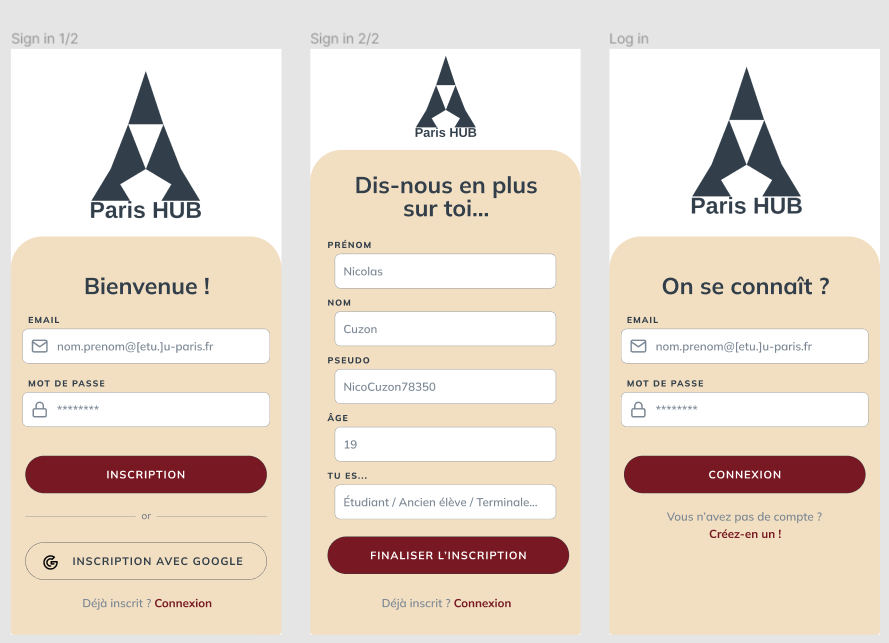 Sign in 1/2
Paris HUB
Bienvenue !
EMAIL
nom.prenom@[etu.]u-paris.fr
MOT DE PASSE
********
INSCRIPTION
or
INSCRIPTION AVEC GOOGLE
Déjà inscrit ? Connexion
Sign in 2/2
Paris HUB
Dis-nous en plus
sur toi...
PRÉNOM
Nicolas
NOM
Cuzon
PSEUDO
NicoCuzon78350
ÂGE
19
TU ES...
Étudiant / Ancien élève / Terminale...
FINALISER L'INSCRIPTION
Déjà inscrit ? Connexion
Log in
Paris HUB
On se connaît ?
EMAIL
nom.prenom@[etu.]u-paris.fr
MOT DE PASSE
********
CONNEXION
Vous n'avez pas de compte ?
Créez-en un !